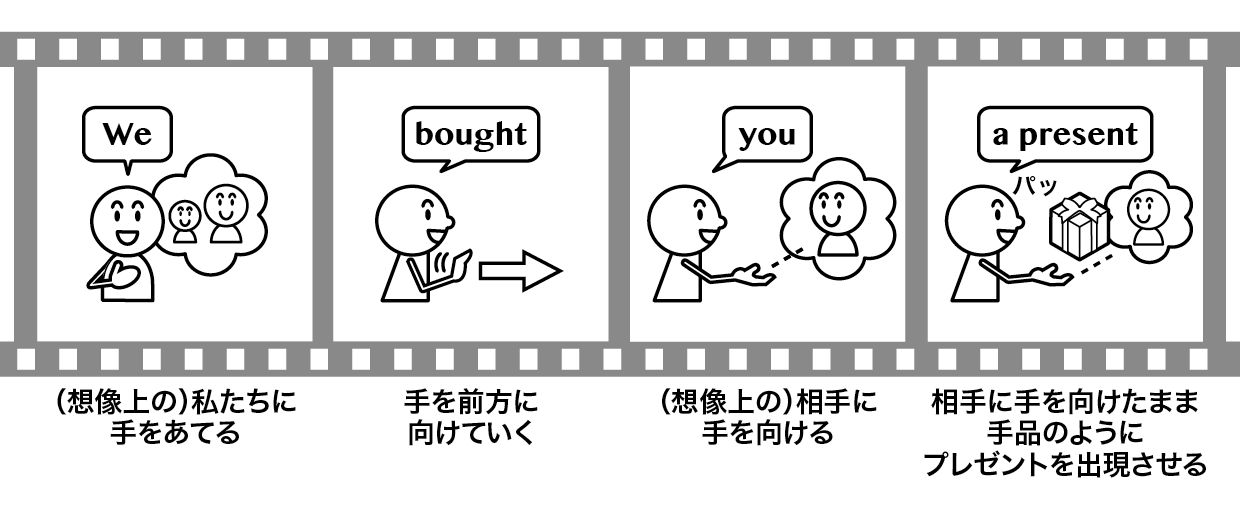 We
bought
you
a present
パッ
（想像上の）私たちに
手をあてる
手を前方に
向けていく
（想像上の）相手に
手を向ける
相手に手を向けたまま
手品のように
プレゼントを出現させる